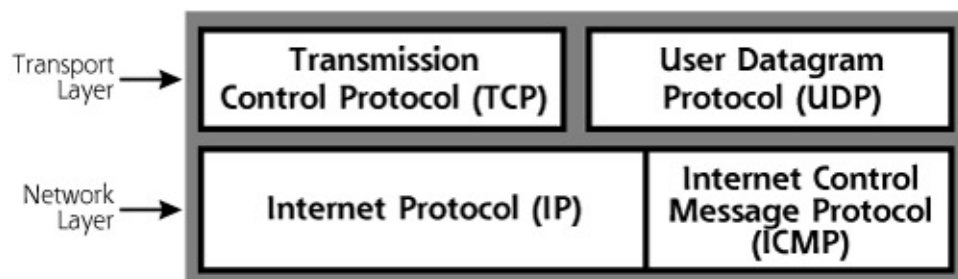 Transport
Layer
Transmission
Control Protocol (TCP)
User Datagram
Protocol (UDP)
Network
Layer
Internet Protocol (IP)
Internet Control
Message Protocol
(ICMP)